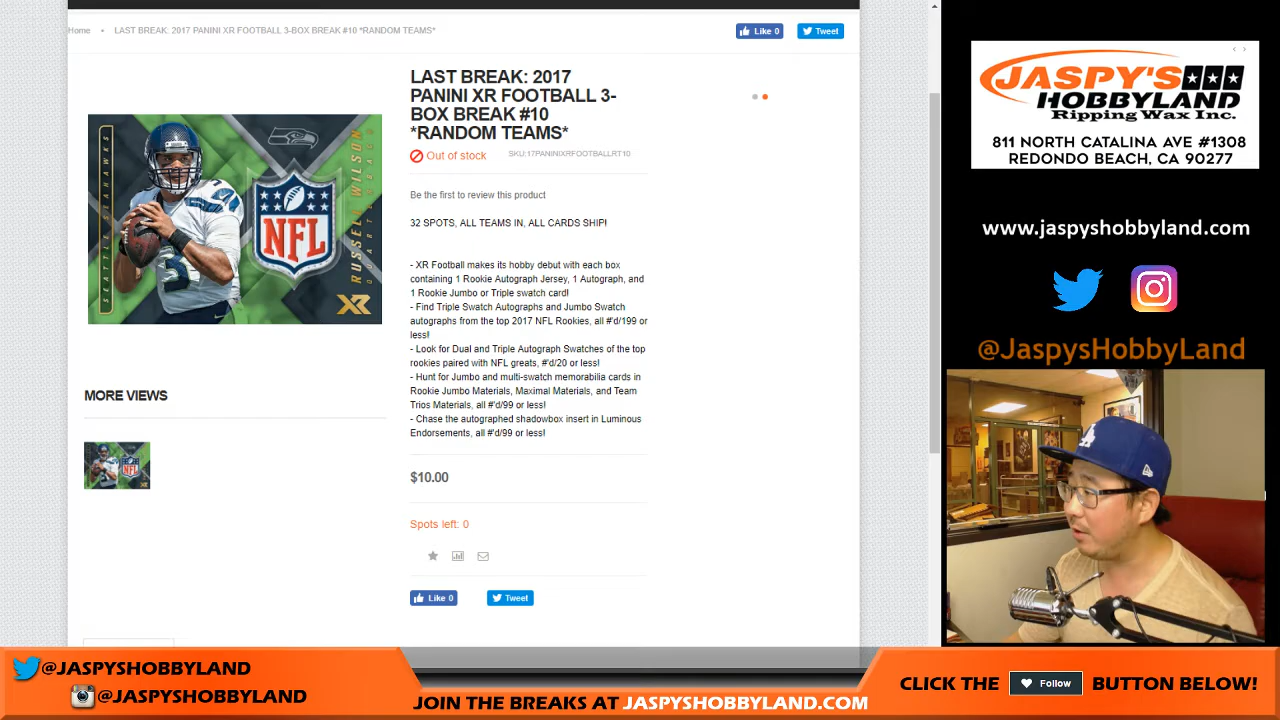 Home • LAST BREAK: 2017 PANINI XR FOOTBALL 3-BOX BREAK #10 *RANDOM TEAMS*
Like 0
Tweet
LAST BREAK: 2017
PANINI XR FOOTBALL 3-
BOX BREAK #10
*RANDOM TEAMS*
Out of stock
SKU:17PANINIXRFOOTBALLRT10
Be the first to review this product
32 SPOTS, ALL TEAMS IN, ALL CARDS SHIP!
- XR Football makes its hobby debut with each box
containing 1 Rookie Autograph Jersey, 1 Autograph, and
1 Rookie Jumbo or Triple swatch card!
- Find Triple Swatch Autographs and Jumbo Swatch
autographs from the top 2017 NFL Rookies, all #'d/199 or
less!
- Look for Dual and Triple Autograph Swatches of the top
rookies paired with NFL greats, #'d/20 or less!
- Hunt for Jumbo and multi-swatch memorabilia cards in
Rookie Jumbo Materials, Maximal Materials, and Team
Trios Materials, all #'d/99 or less!
- Chase the autographed shadowbox insert in Luminous
Endorsements, all #'d/99 or less!
$10.00
Spots left: 0
Like 0
Tweet
SEATTLE SEAHAWKS
NFL
RUSSELL WILSON
QUARTERBACK
XR
MORE VIEWS
NFL
JASPY'S
HOBBYLAND
Ripping Wax Inc.
811 NORTH CATALINA AVE #1308
REDONDO BEACH, CA 90277
www.jaspyshobbyland.com
@JaspysHobbyLand
LA
@JASPYSHOBBYLAND
@JASPYSHOBBYLAND
JOIN THE BREAKS AT JASPYSHOBBYLAND.COM
CLICK THE Follow BUTTON BELOW!